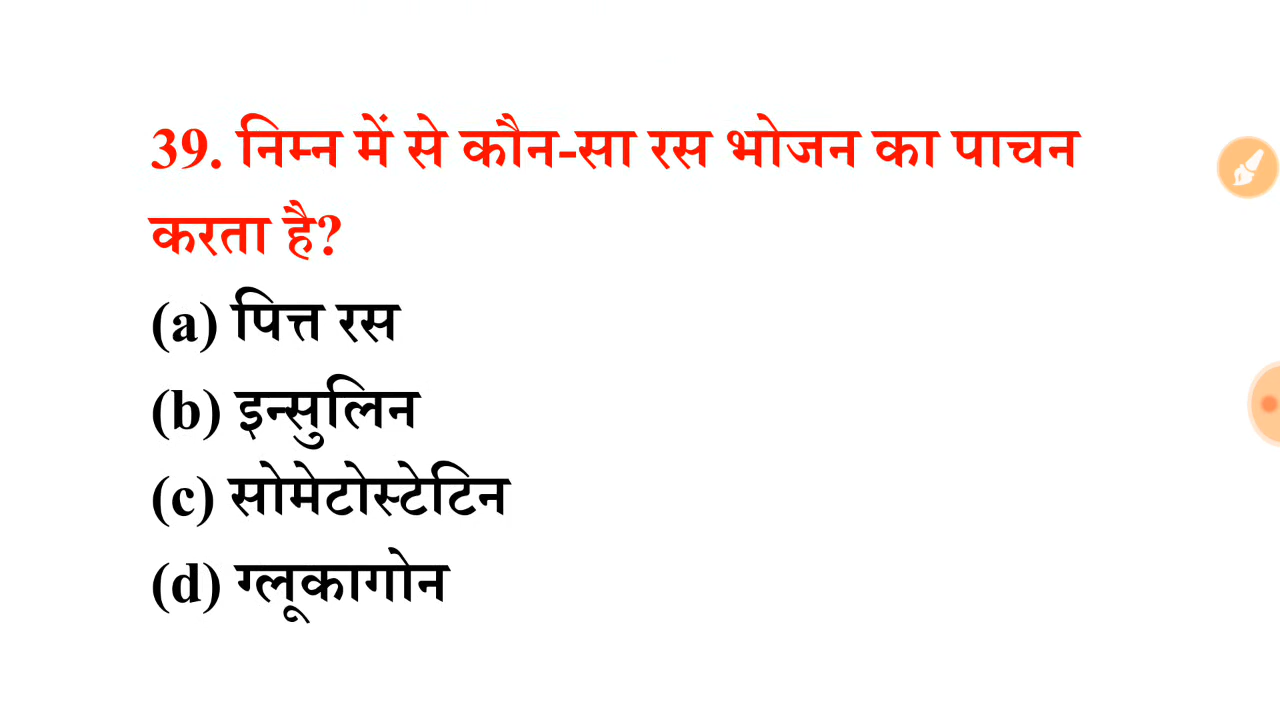 39. निम्न में से कौन-सा रस भोजन का पाचन
करता है?
(a) पित्त रस
(b) इन्सुलिन
(c) सोमेटोस्टेटिन
(d) ग्लूकागोन